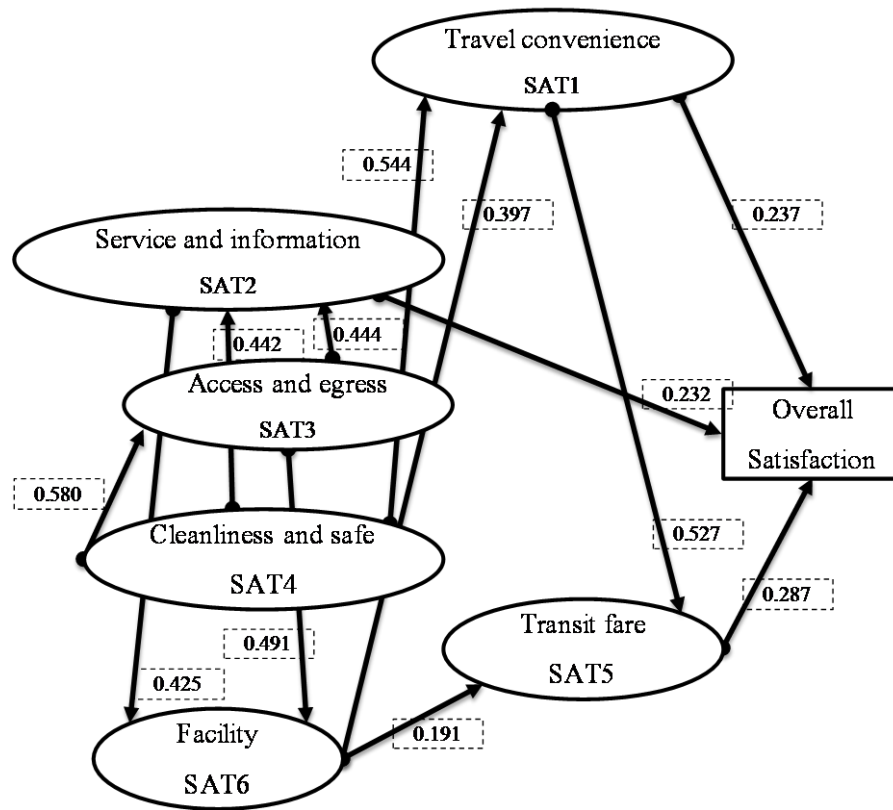 Travel convenience
SAT1
0.544
0.397
0.237
Service and information
SAT2
0.442
0.444
Access and egress
SAT3
0.232
Overall
Satisfaction
0.580
Cleanliness and safe
SAT4
0.527
0.287
Transit fare
SAT5
0.491
0.425
Facility
SAT6
0.191